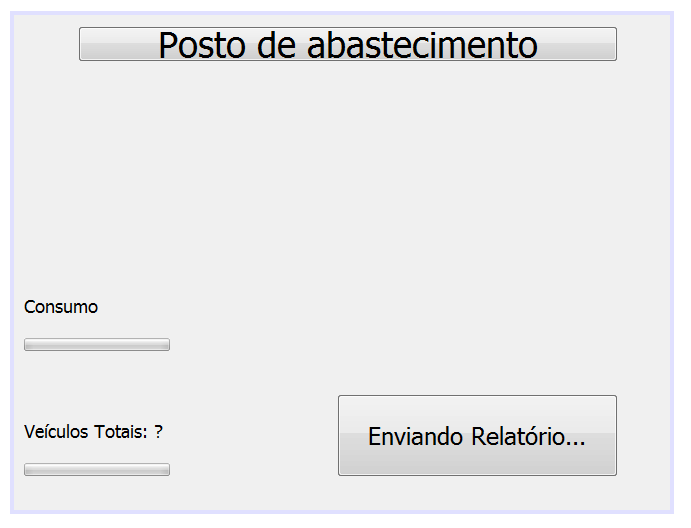 Posto de abastecimento
Consumo
Veículos Totais: ?
Enviando Relatório...